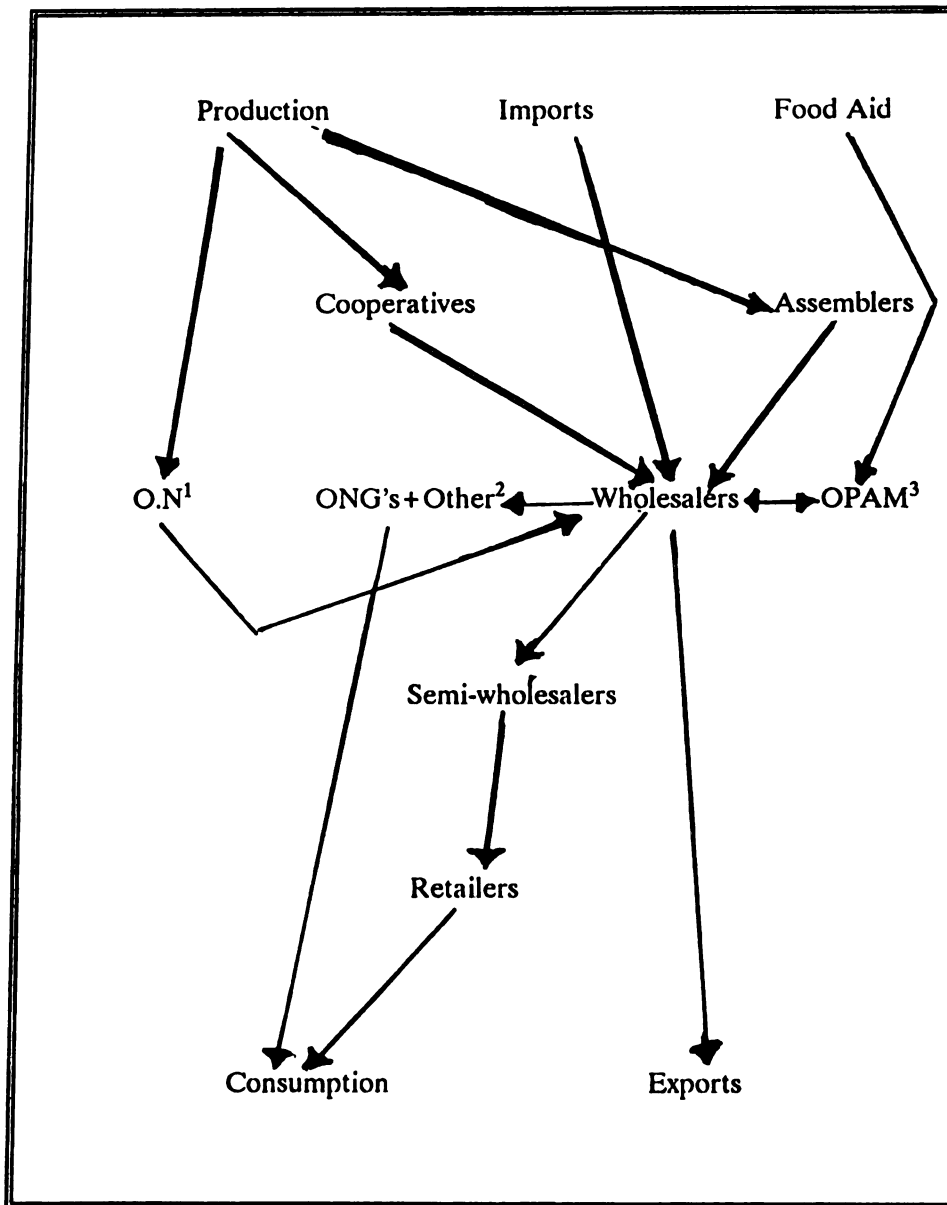 Production Imports Food Aid
Cooperatives Assemblers
O.N¹ ONG's + Other² Wholesalers OPAM³
Semi-wholesalers
Retailers
Consumption Exports